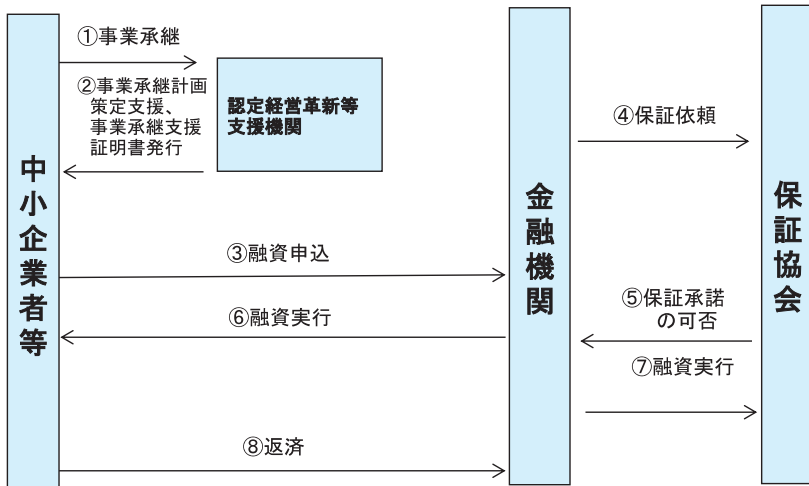 ①事業承継
②事業承継計画
策定支援、
事業承継支援
証明書発行
認定経営革新等
支援機関
中小企業者等
③融資申込
⑥融資実行
⑧返済
金融機関
④保証依頼
⑤保証承諾
の可否
⑦融資実行
保証協会